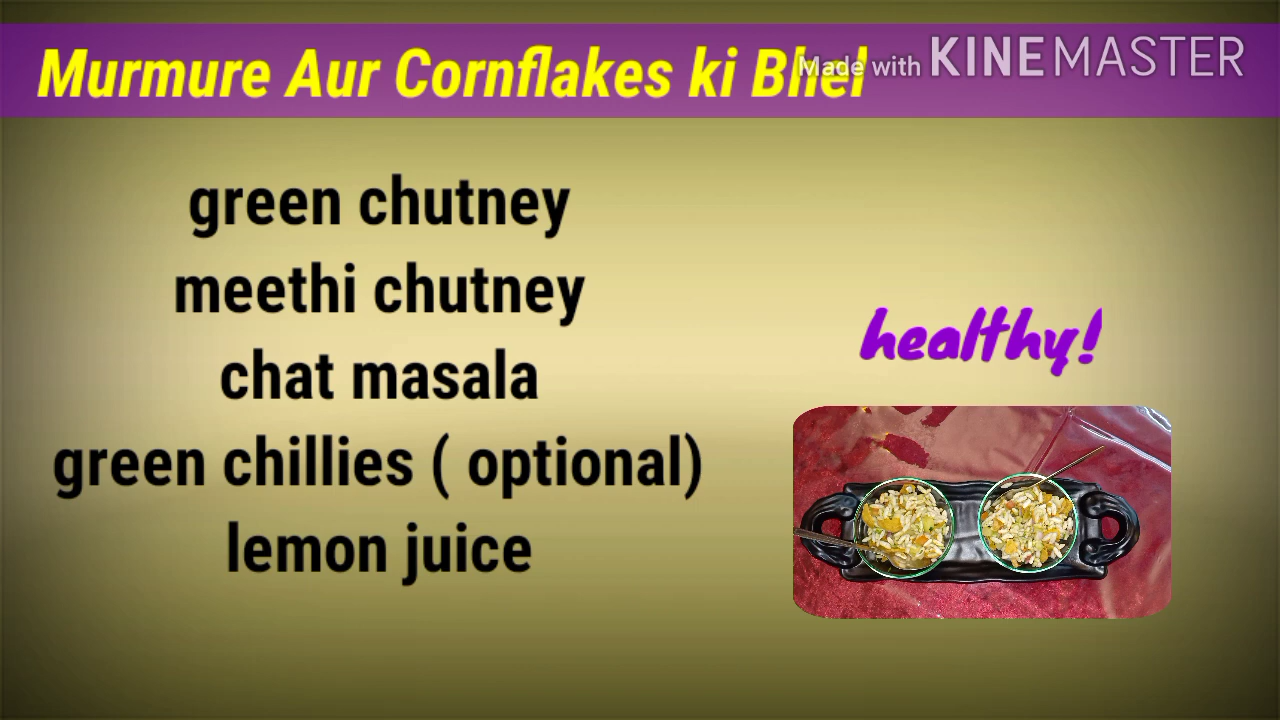 Murmure Aur Cornflakes ki Bhel
Made with KINEMASTER
green chutney
meethi chutney
chat masala
green chillies ( optional)
lemon juice
healthy!